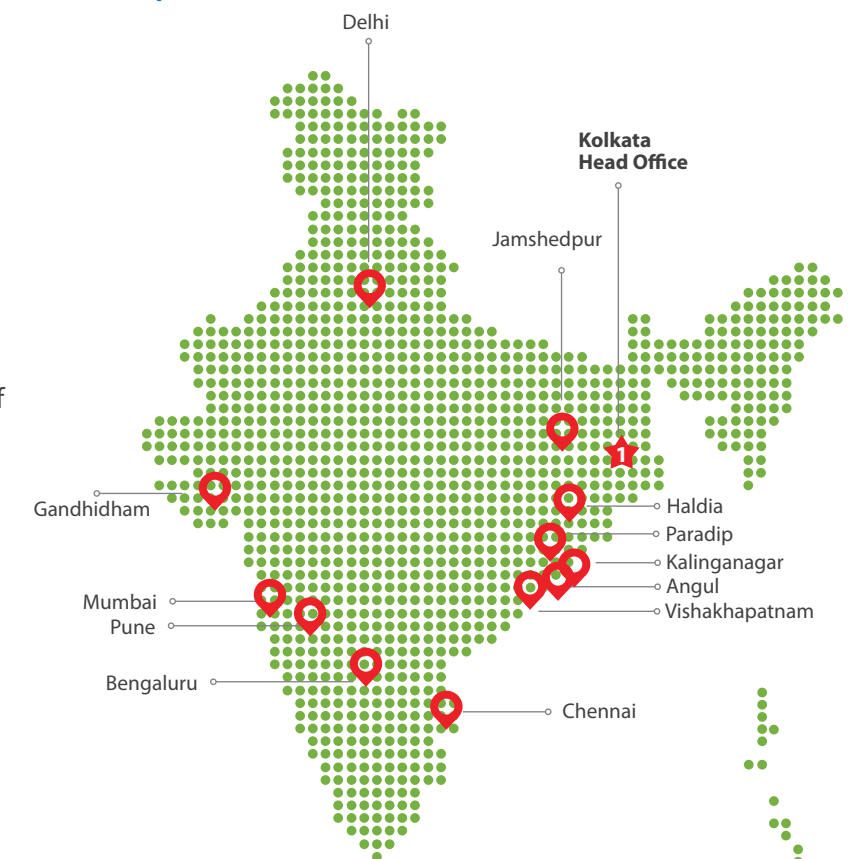 Delhi
Kolkata
Head Office
Jamshedpur
f
1
Gandhidham
Haldia
Paradip
Kalinganagar
Angul
Vishakhapatnam
Mumbai
Pune
Bengaluru
Chennai